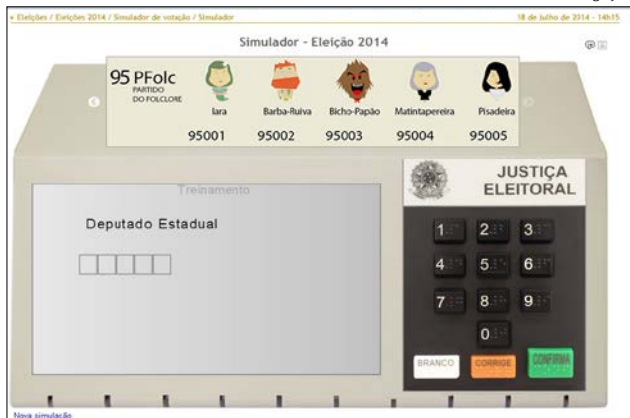 » Eleições / Eleições 2014 / Simulador de votação / Simulador
18 de Julho de 2014 - 14h15
Simulador - Eleição 2014
95 PFolc
PARTIDO
DO FOLCLORE
Iara
Barba-Ruiva
Bicho-Papão
Matintapereira
Pisadeira
95001
95002
95003
95004
95005
JUSTIÇA
ELEITORAL
Treinamento
Deputado Estadual
1
2
3
4
5
6
7
8
9
0
BRANCO
CORRIGE
CONFIRMA
Nova simulação